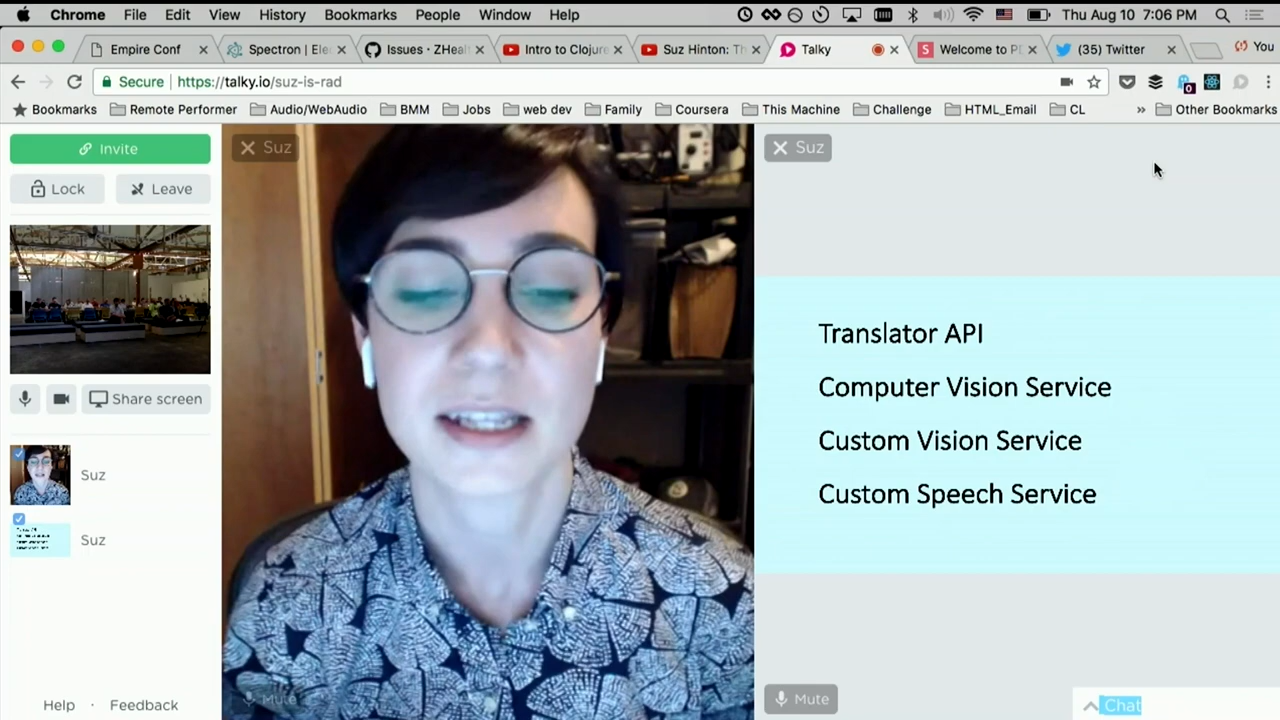 Chrome File Edit View History Bookmarks People Window Help Thu Aug 10 7:06 PM
Empire Conf Spectron | Ele Issues · ZHeal Intro to Clojure Suz Hinton: Th Talky Welcome to P (35) Twitter You
Secure https://talky.io/suz-is-rad 0
Bookmarks Remote Performer Audio/WebAudio BMM Jobs web dev Family Coursera This Machine Challenge HTML_Email CL » Other Bookmarks
Invite
Lock Leave
Share screen
Suz
Suz
Help · Feedback
Suz
Mute
Suz
Translator API
Computer Vision Service
Custom Vision Service
Custom Speech Service
Mute
Chat